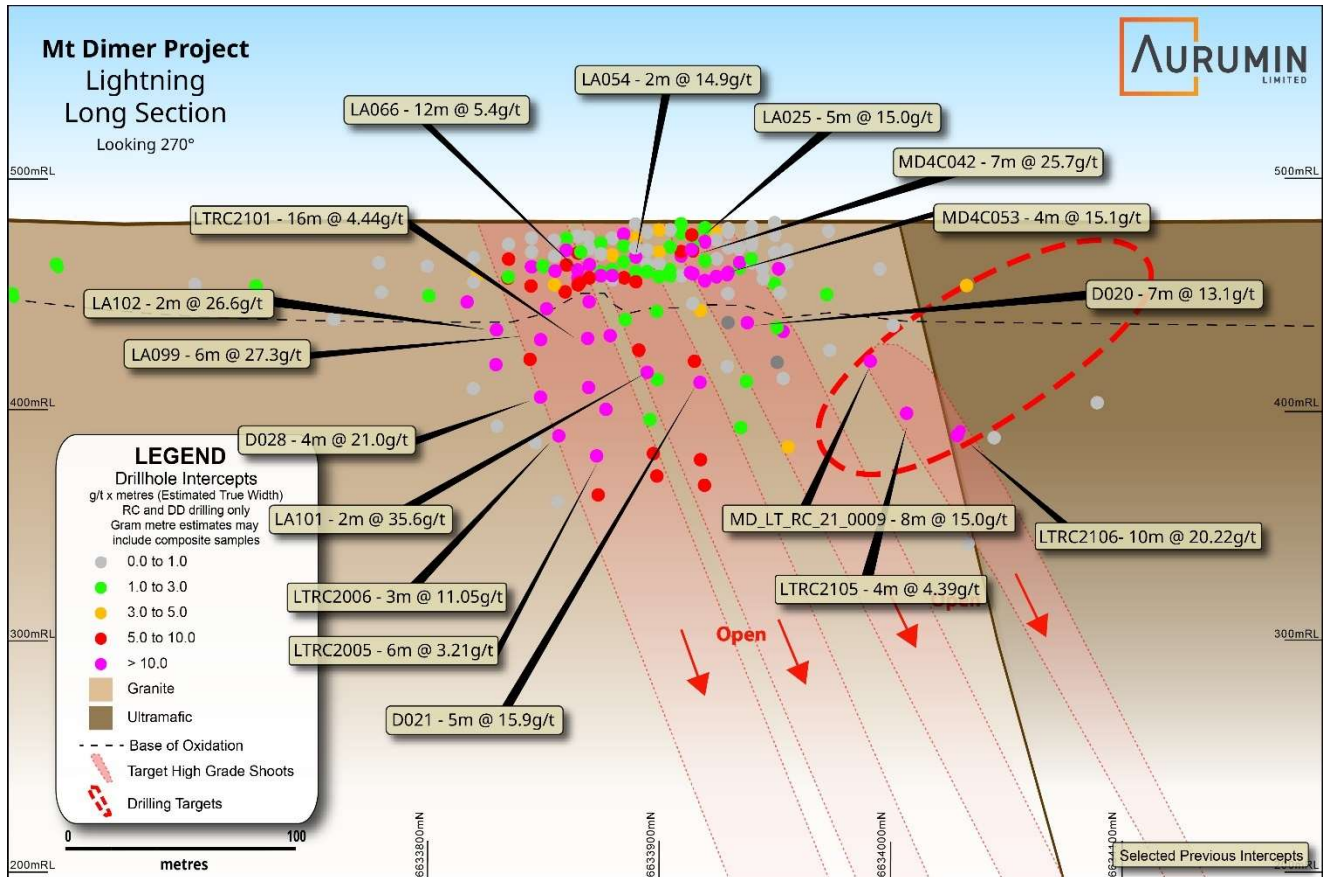 Mt Dimer Project
Lightning
Long Section
Looking 270°
AURUMIN
LIMITED
LA054 - 2m @ 14.9g/t
LA066 - 12m @ 5.4g/t
LA025 - 5m @ 15.0g/t
MD4C042 - 7m @ 25.7g/t
500mRL
500mRL
LTRC2101 - 16m @ 4.44g/t
MD4C053 - 4m @ 15.1g/t
LA102 - 2m @ 26.6g/t
D020 - 7m @ 13.1g/t
LA099 - 6m @ 27.3g/t
400mRL
400mRL
D028 - 4m @ 21.0g/t
LEGEND
Drillhole Intercepts
g/t x metres (Estimated True Width)
RC and DD drilling only
Gram metre estimates may
include composite samples
0.0 to 1.0
1.0 to 3.0
3.0 to 5.0
5.0 to 10.0
> 10.0
Granite
Ultramafic
Base of Oxidation
Target High Grade Shoots
Drilling Targets
LA101 - 2m @ 35.6g/t
MD_LT_RC_21_0009 - 8m @ 15.0g/t
LTRC2106- 10m @ 20.22g/t
LTRC2006 - 3m @ 11.05g/t
LTRC2105 - 4m @ 4.39g/t
Open
Open
LTRC2005 - 6m @ 3.21g/t
300mRL
300mRL
D021 - 5m @ 15.9g/t
0 100
metres
6633800mN
6633900mN
6634000mN
6634100mN
Selected Previous Intercepts
200mRL